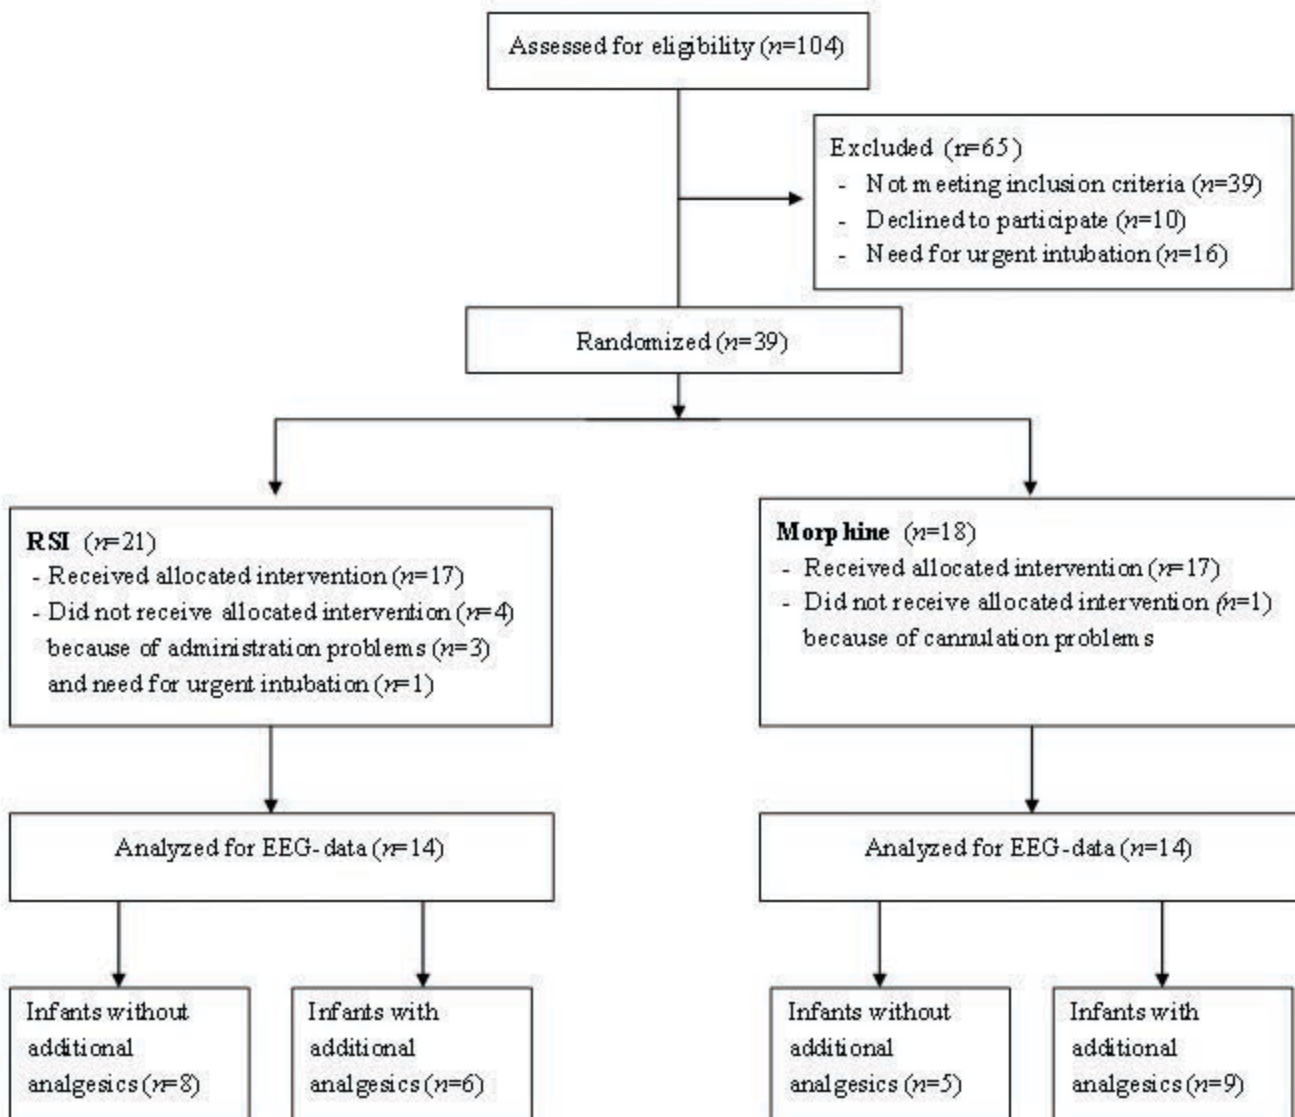 Assessed for eligibility (n=104)
Excluded (n=65)
- Not meeting inclusion criteria (n=39)
- Declined to participate (n=10)
- Need for urgent intubation (n=16)
Randomized (n=39)
RSI (n=21)
- Received allocated intervention (n=17)
- Did not receive allocated intervention (n=4)
because of administration problems (n=3)
and need for urgent intubation (n=1)
Morphine (n=18)
- Received allocated intervention (n=17)
- Did not receive allocated intervention (n=1)
because of cannulation problems
Analyzed for EEG-data (n=14)
Analyzed for EEG-data (n=14)
Infants without
additional
analgesics (n=8)
Infants with
additional
analgesics (n=6)
Infants without
additional
analgesics (n=5)
Infants with
additional
analgesics (n=9)